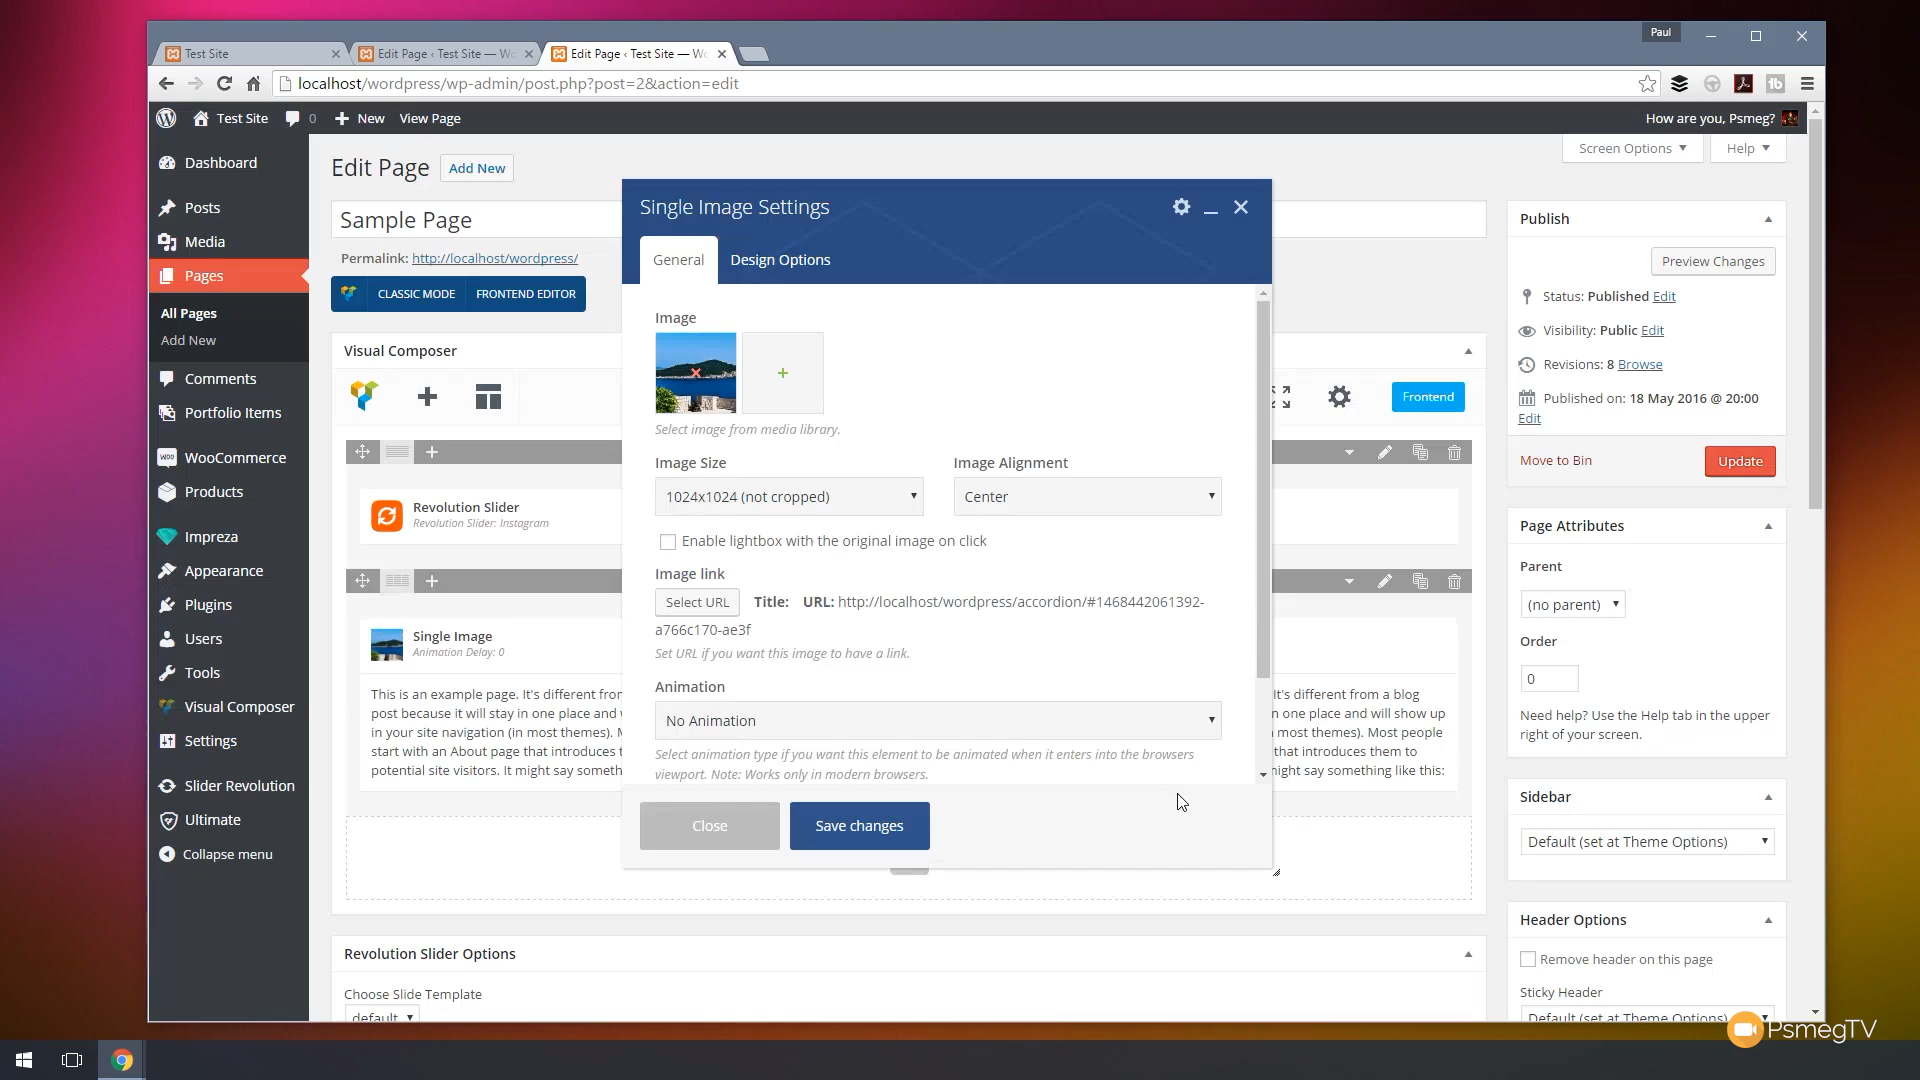 Paul
Test Site
Edit Page ‹ Test Site — Wo
Edit Page ‹ Test Site — Wo
localhost/wordpress/wp-admin/post.php?post=2&action=edit
Test Site
0
New
View Page
How are you, Psmeg?
Dashboard
Posts
Media
Pages
All Pages
Add New
Comments
Portfolio Items
WooCommerce
Products
Impreza
Appearance
Plugins
Users
Tools
Visual Composer
Settings
Slider Revolution
Ultimate
Collapse menu
Screen Options
Help
Edit Page
Add New
Sample Page
Permalink: http://localhost/wordpress/
CLASSIC MODE
FRONTEND EDITOR
Visual Composer
Frontend
Revolution Slider
Revolution Slider: Instagram
Single Image
Animation Delay: 0
This is an example page. It's different from
post because it will stay in one place and
in your site navigation (in most themes).
start with an About page that introduces
potential site visitors. It might say someth
It's different from a blog
in one place and will show up
most themes). Most people
that introduces them to
might say something like this:
Single Image Settings
General
Design Options
Image
Select image from media library.
Image Size
Image Alignment
1024x1024 (not cropped)
Center
Enable lightbox with the original image on click
Image link
Select URL
Title: URL: http://localhost/wordpress/accordion/#1468442061392-
a766c170-ae3f
Set URL if you want this image to have a link.
Animation
No Animation
Select animation type if you want this element to be animated when it enters into the browsers
viewport. Note: Works only in modern browsers.
Close
Save changes
Revolution Slider Options
Choose Slide Template
default
Publish
Preview Changes
Status: Published Edit
Visibility: Public Edit
Revisions: 8 Browse
Published on: 18 May 2016 @ 20:00
Edit
Move to Bin
Update
Page Attributes
Parent
(no parent)
Order
0
Need help? Use the Help tab in the upper
right of your screen.
Sidebar
Default (set at Theme Options)
Header Options
Remove header on this page
Sticky Header
Default (set at Theme Options)
PsmegTV